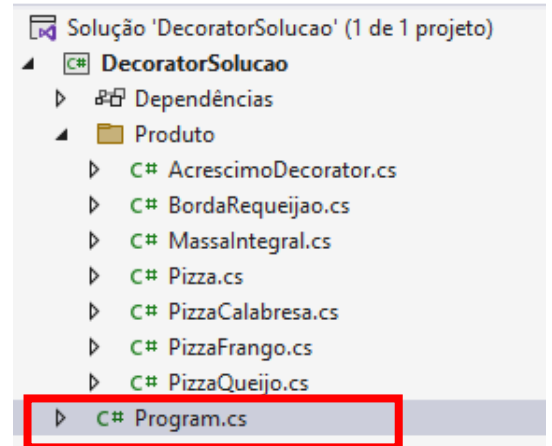 Solução 'DecoratorSolucao' (1 de 1 projeto)
C# DecoratorSolucao
Dependências
Produto
C# AcrescimoDecorator.cs
C# BordaRequeijao.cs
C# MassaIntegral.cs
C# Pizza.cs
C# PizzaCalabresa.cs
C# PizzaFrango.cs
C# PizzaQueijo.cs
C# Program.cs